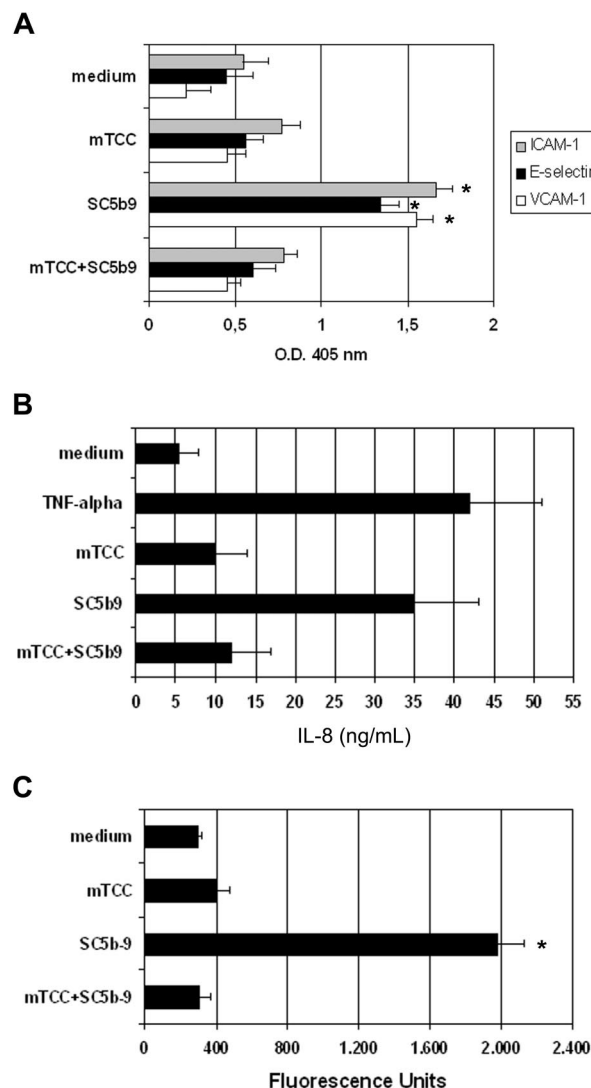 A
medium
mTCC
SC5b9
mTCC+SC5b9
*
*
*
0
0,5
1
1,5
2
O.D. 405 nm
ICAM-1
E-selectin
VCAM-1
B
medium
TNF-alpha
mTCC
SC5b9
mTCC+SC5b9
0
5
10
15
20
25
30
35
40
45
50
55
IL-8 (ng/mL)
C
medium
mTCC
SC5b-9
mTCC+SC5b-9
*
0
400
800
1.200
1.600
2.000
2.400
Fluorescence Units